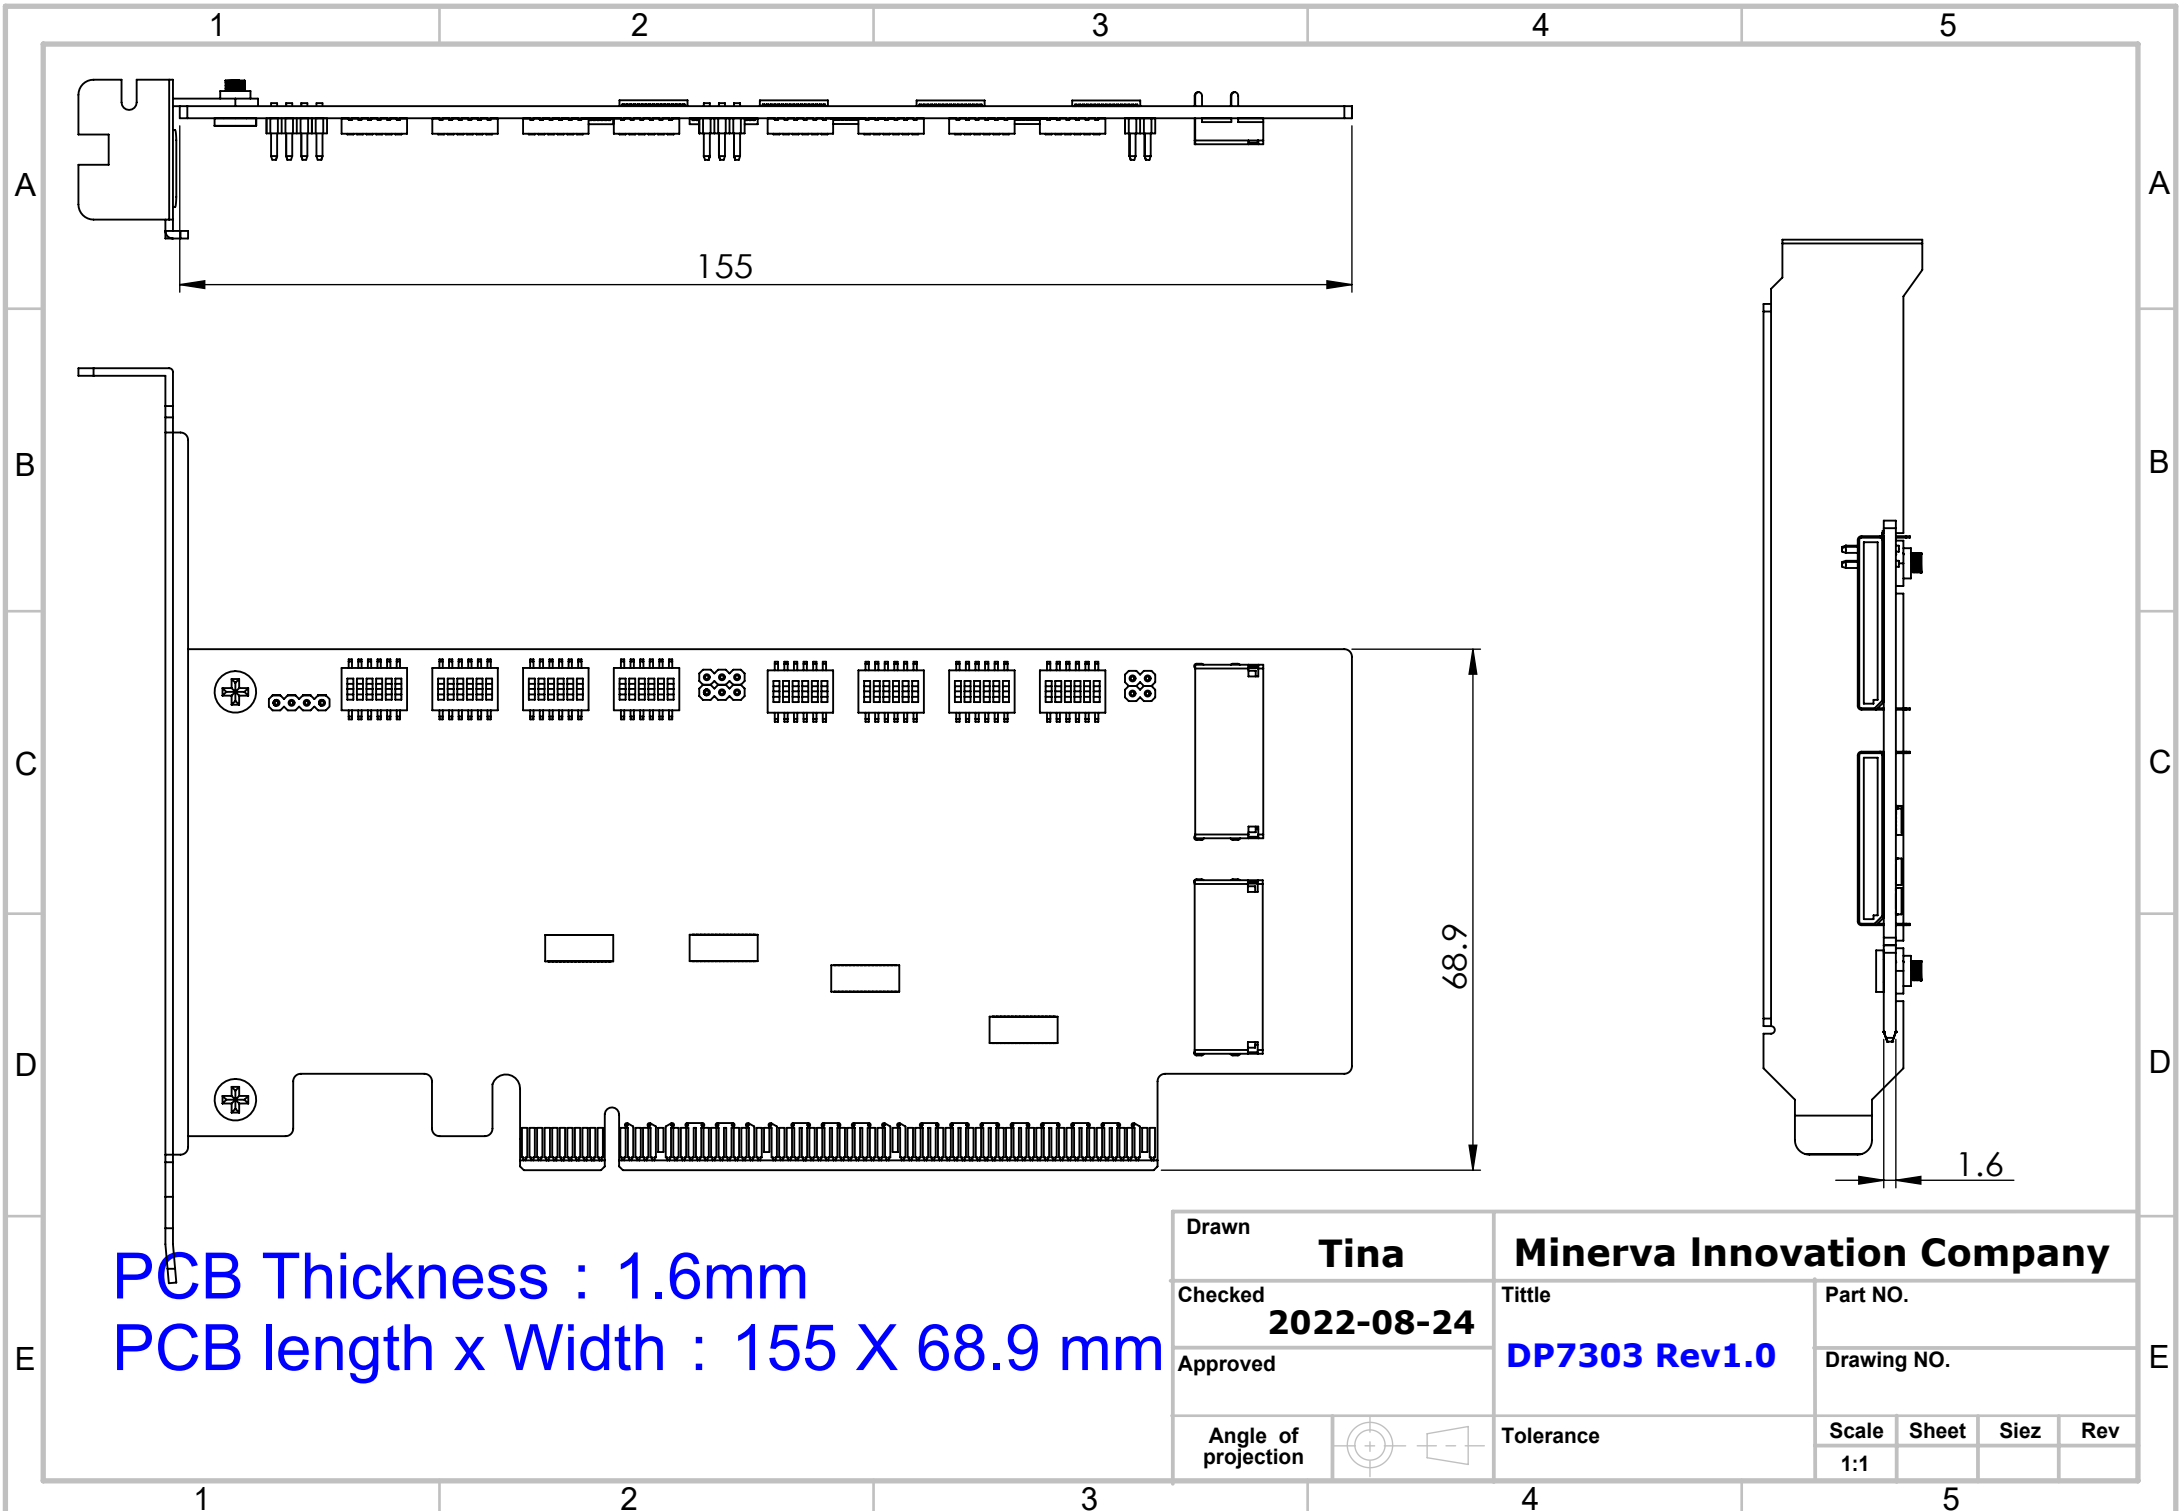 1 2 3 4 5
A A
155
B B
C C
68.9
D D
1.6
PCB Thickness : 1.6mm
PCB length x Width : 155 X 68.9 mm
Drawn
Tina
Minerva Innovation Company
Checked
2022-08-24
Tittle
DP7303 Rev1.0
Part NO.
Approved
Drawing NO.
E E
Angle of
projection
Tolerance
Scale Sheet Siez Rev
1:1
1 2 3 4 5